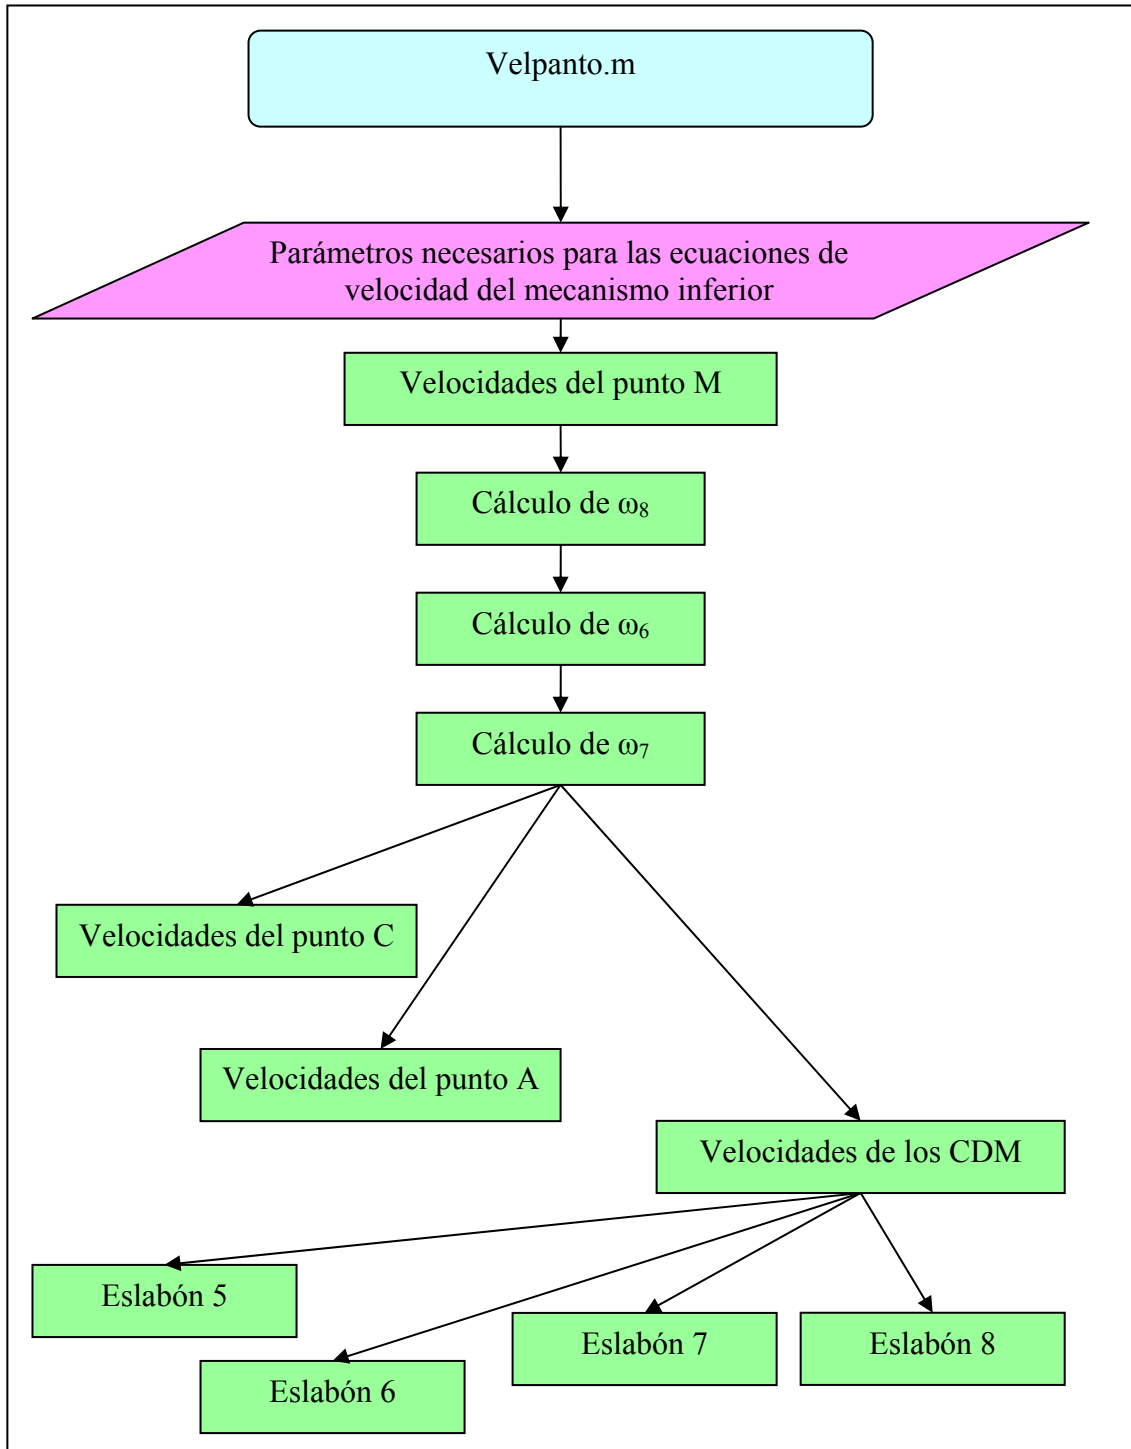 Velpanto.m
Parámetros necesarios para las ecuaciones de
velocidad del mecanismo inferior
Velocidades del punto M
Cálculo de ω₈
Cálculo de ω₆
Cálculo de ω₇
Velocidades del punto C
Velocidades del punto A
Velocidades de los CDM
Eslabón 5
Eslabón 7
Eslabón 8
Eslabón 6